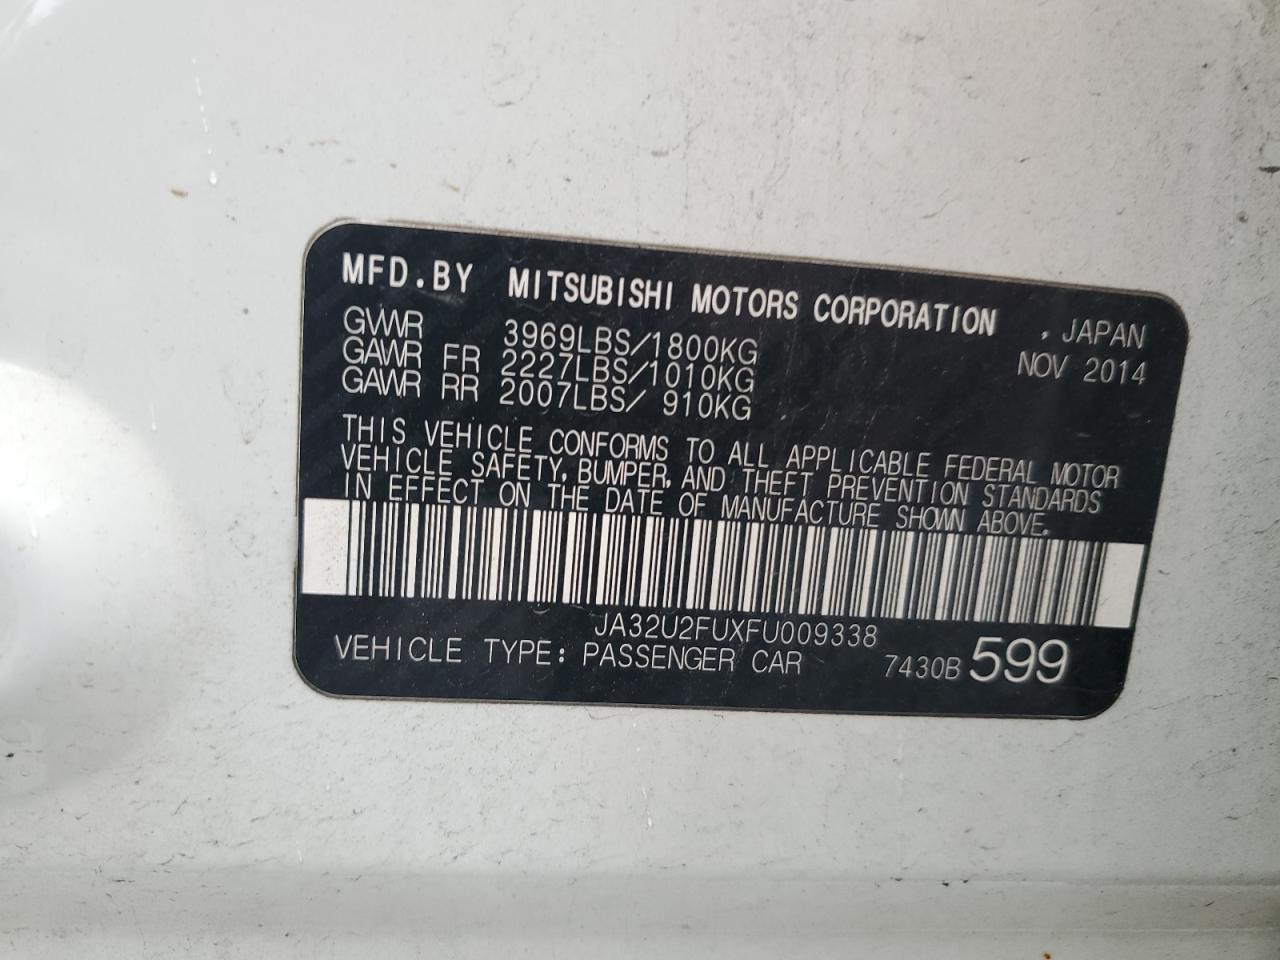 MFD.BY MITSUBISHI MOTORS CORPORATION , JAPAN
GVWR 3969LBS/1800KG NOV 2014
GAWR FR 2227LBS/1010KG
GAWR RR 2007LBS/ 910KG
THIS VEHICLE CONFORMS TO ALL APPLICABLE FEDERAL MOTOR
VEHICLE SAFETY, BUMPER, AND THEFT PREVENTION STANDARDS
IN EFFECT ON THE DATE OF MANUFACTURE SHOWN ABOVE.
JA32U2FUXFU009338
VEHICLE TYPE: PASSENGER CAR 7430B 599